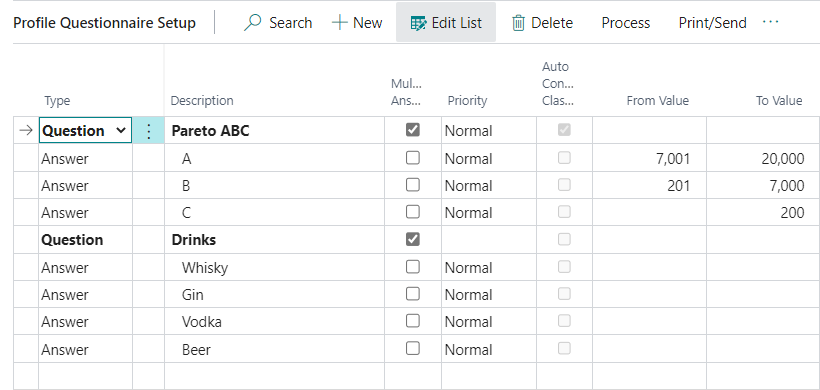 Profile Questionnaire Setup Search New Edit List Delete Process Print/Send ...
Auto
Mul... Con...
Type Description Ans... Priority Clas... From Value To Value
Question Pareto ABC Normal
Answer A Normal 7,001 20,000
Answer B Normal 201 7,000
Answer C Normal 200
Question Drinks
Answer Whisky Normal
Answer Gin Normal
Answer Vodka Normal
Answer Beer Normal